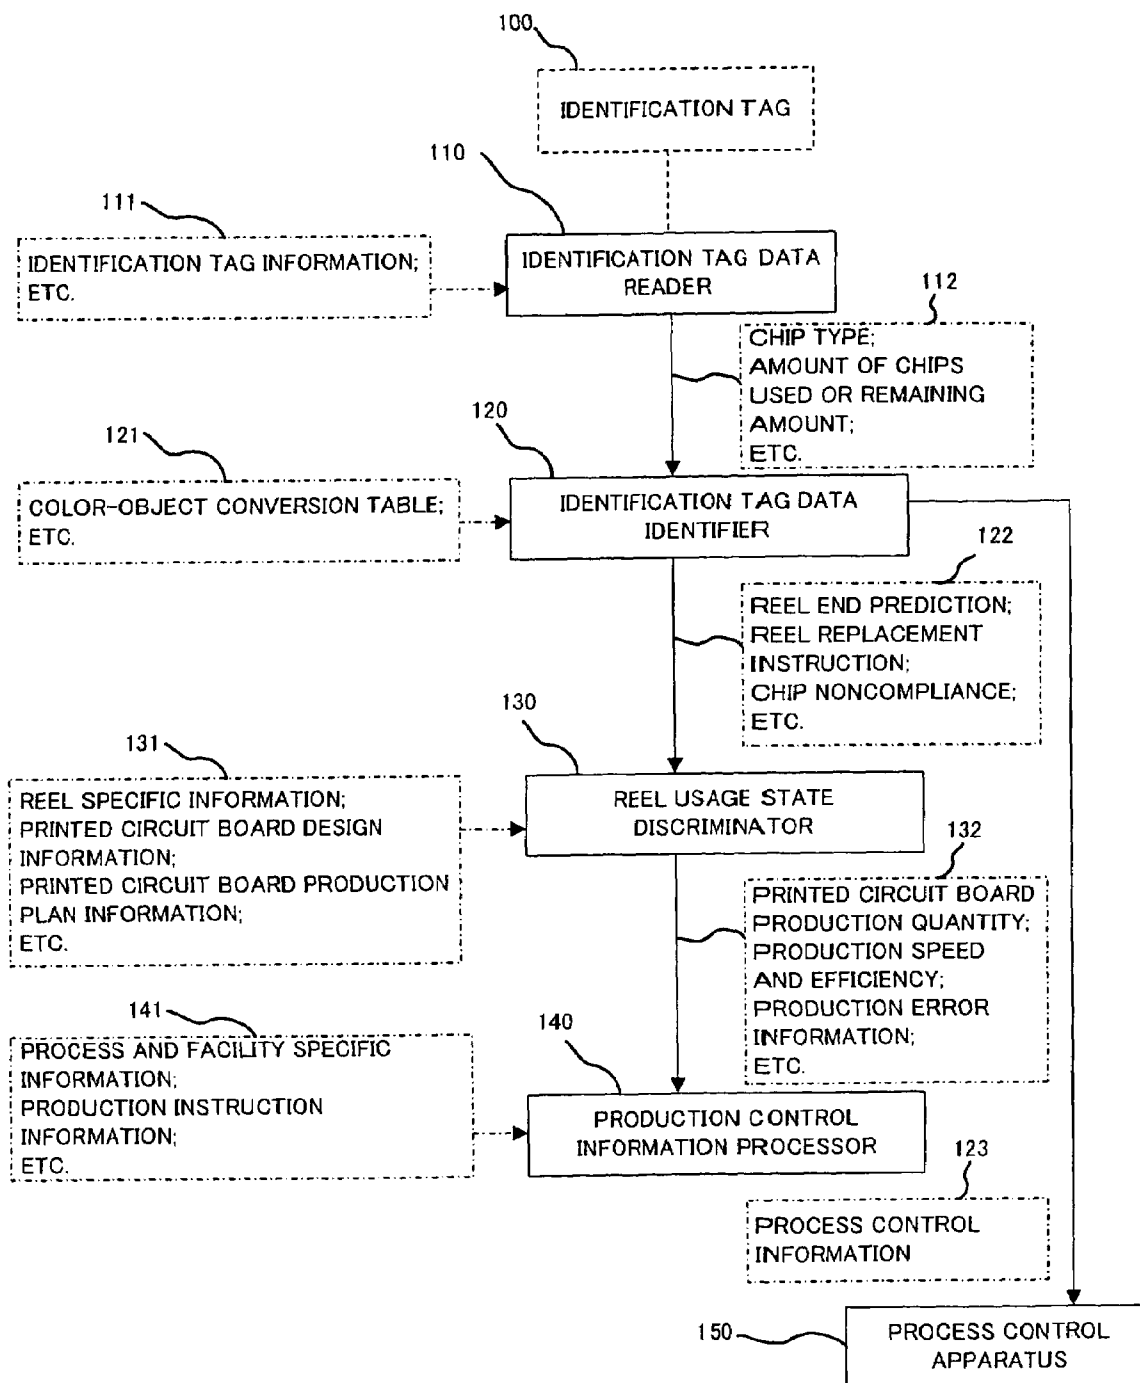 100
IDENTIFICATION TAG
110
111
IDENTIFICATION TAG INFORMATION;
ETC.
IDENTIFICATION TAG DATA
READER
112
CHIP TYPE;
AMOUNT OF CHIPS
USED OR REMAINING
AMOUNT;
ETC.
120
121
COLOR-OBJECT CONVERSION TABLE;
ETC.
IDENTIFICATION TAG DATA
IDENTIFIER
122
REEL END PREDICTION;
REEL REPLACEMENT
INSTRUCTION;
CHIP NONCOMPLIANCE;
ETC.
130
131
REEL SPECIFIC INFORMATION;
PRINTED CIRCUIT BOARD DESIGN
INFORMATION;
PRINTED CIRCUIT BOARD PRODUCTION
PLAN INFORMATION;
ETC.
REEL USAGE STATE
DISCRIMINATOR
132
PRINTED CIRCUIT BOARD
PRODUCTION QUANTITY;
PRODUCTION SPEED
AND EFFICIENCY;
PRODUCTION ERROR
INFORMATION;
ETC.
141
PROCESS AND FACILITY SPECIFIC
INFORMATION;
PRODUCTION INSTRUCTION
INFORMATION;
ETC.
140
PRODUCTION CONTROL
INFORMATION PROCESSOR
123
PROCESS CONTROL
INFORMATION
150
PROCESS CONTROL
APPARATUS